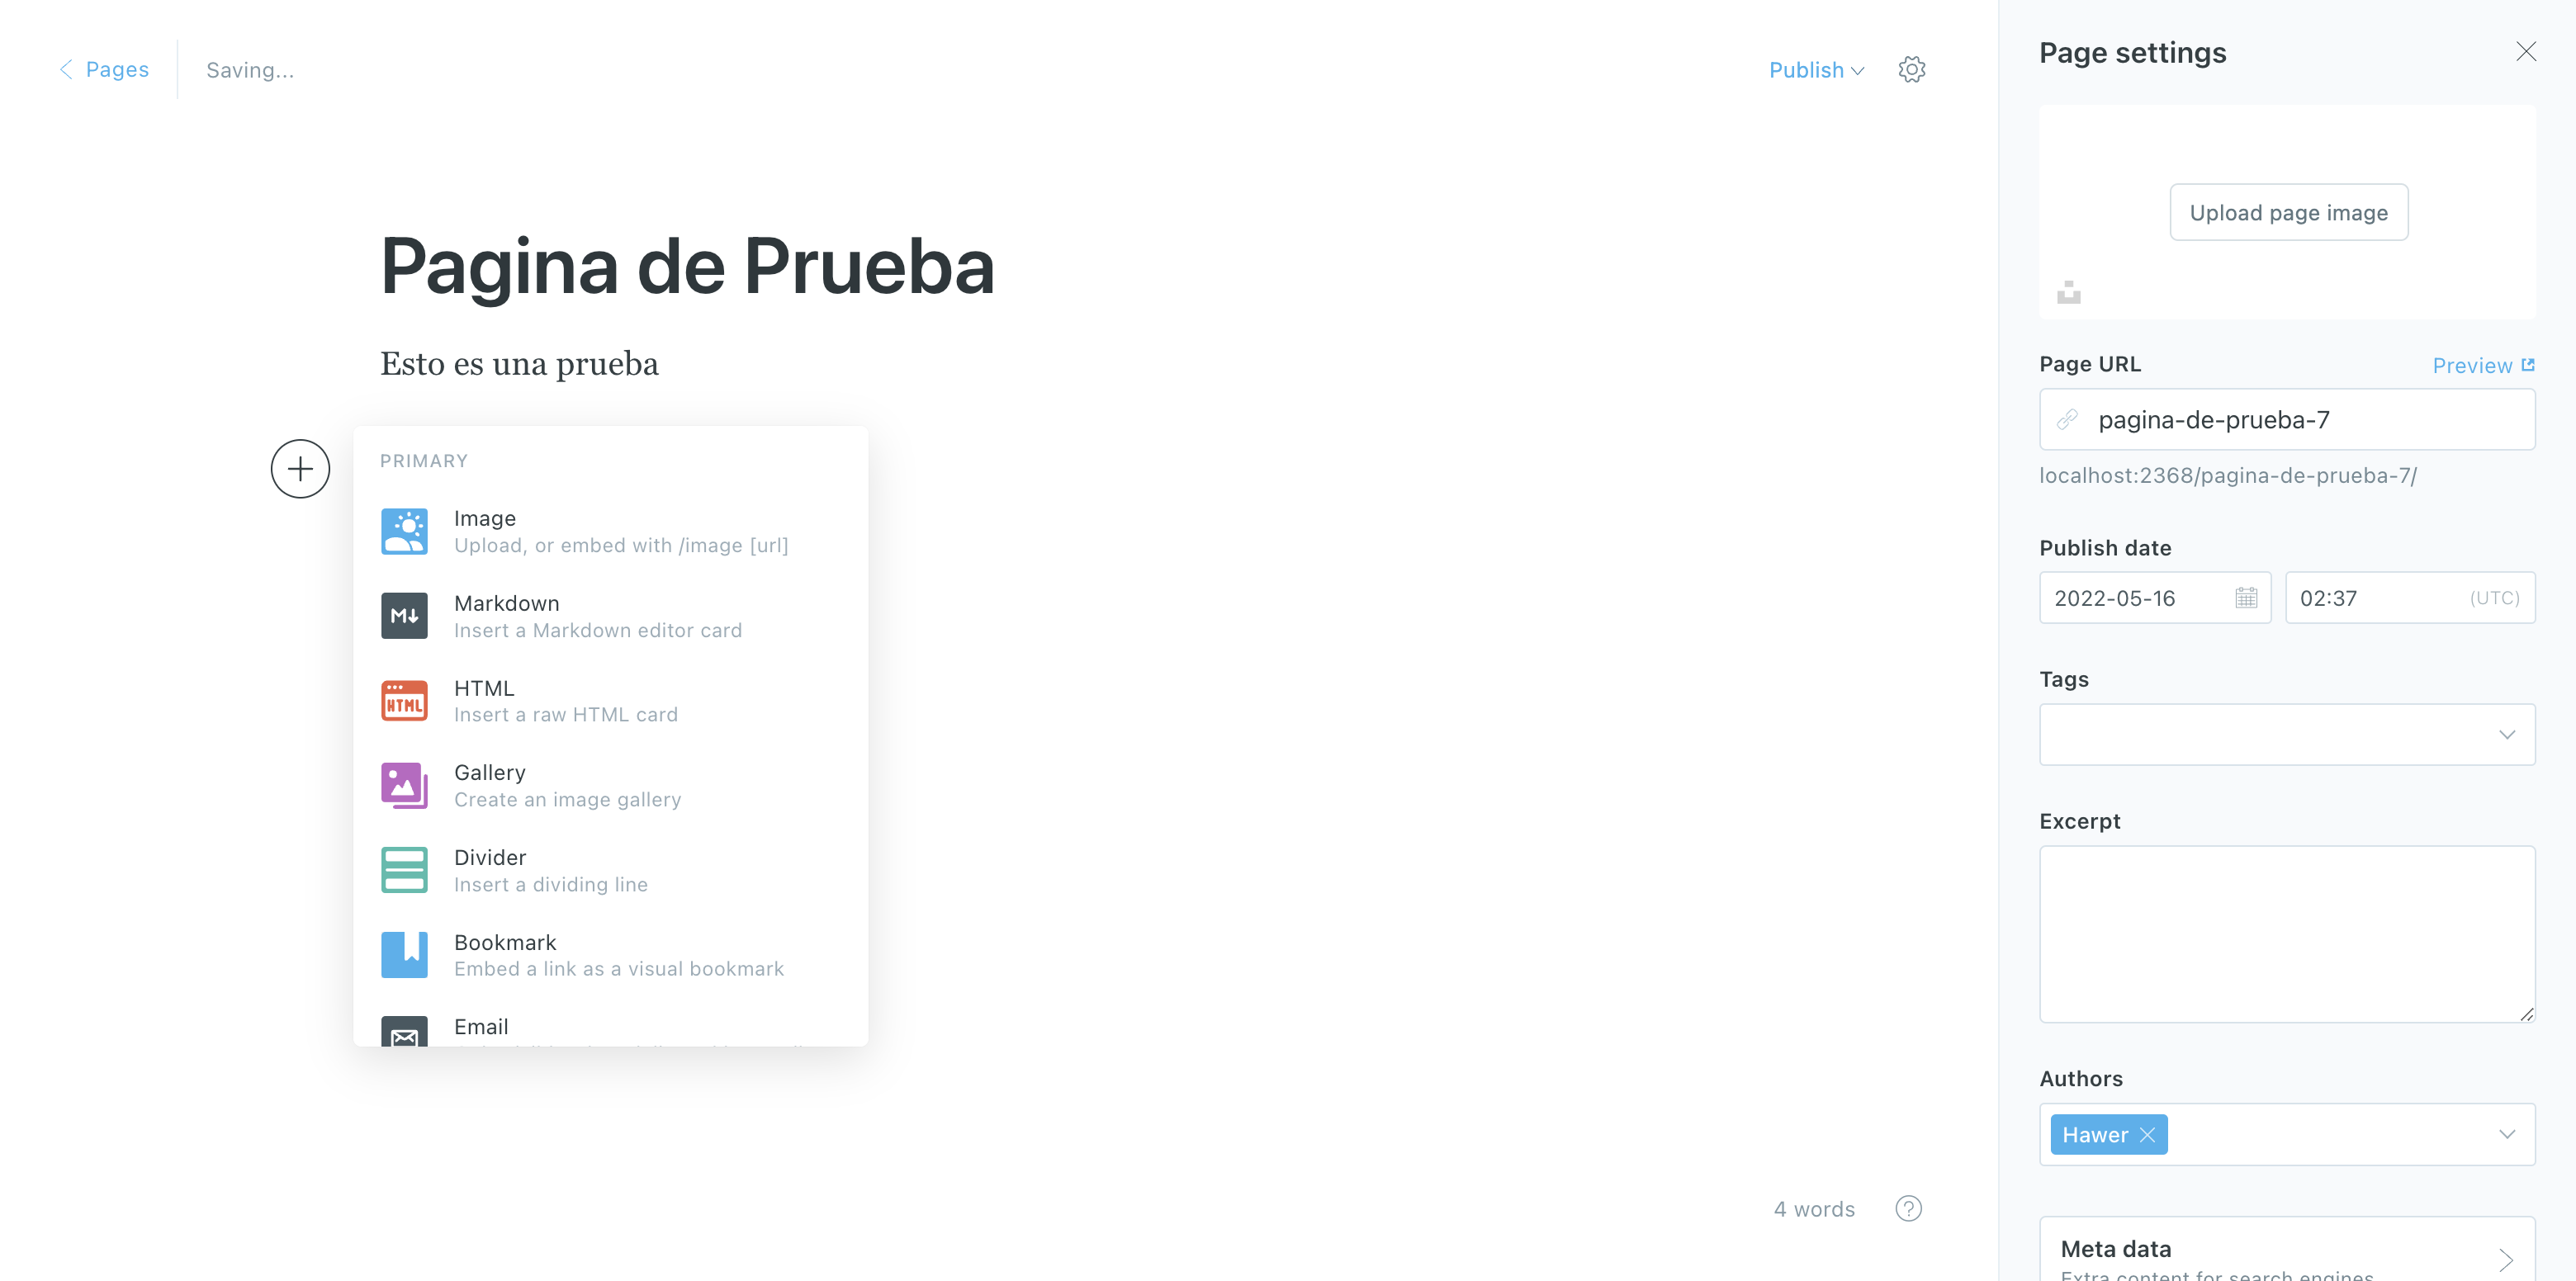 Pages
Saving...
Publish
Pagina de Prueba
Esto es una prueba
PRIMARY
Image
Upload, or embed with /image [url]
M
Markdown
Insert a Markdown editor card
HTML
HTML
Insert a raw HTML card
Gallery
Create an image gallery
Divider
Insert a dividing line
Bookmark
Embed a link as a visual bookmark
Email
4 words
?
Page settings
Upload page image
Page URL
Preview
pagina-de-prueba-7
localhost:2368/pagina-de-prueba-7/
Publish date
2022-05-16
02:37
(UTC)
Tags
Excerpt
Authors
Hawer
Meta data
Extra content for search engines